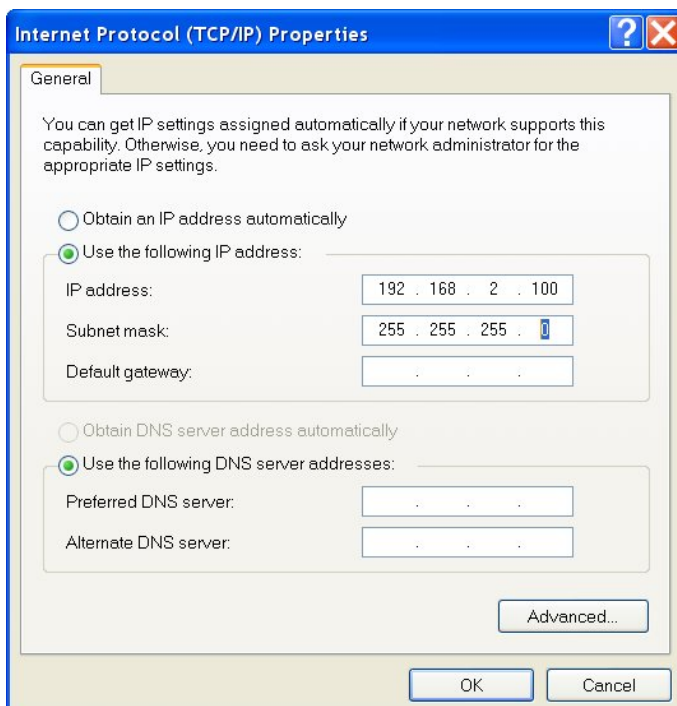 Internet Protocol (TCP/IP) Properties
General
You can get IP settings assigned automatically if your network supports this
capability. Otherwise, you need to ask your network administrator for the
appropriate IP settings.
Obtain an IP address automatically
Use the following IP address:
IP address: 192 . 168 . 2 . 100
Subnet mask: 255 . 255 . 255 . 0
Default gateway: . . .
Obtain DNS server address automatically
Use the following DNS server addresses:
Preferred DNS server: . . .
Alternate DNS server: . . .
Advanced...
OK Cancel